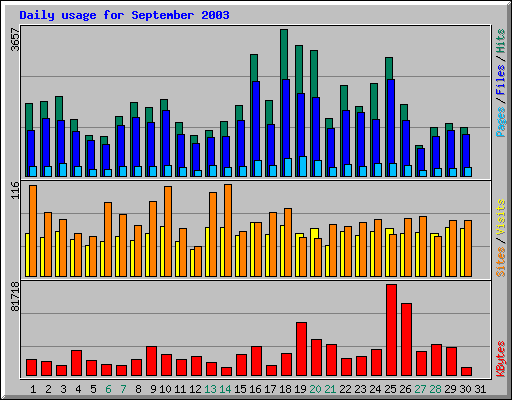 Daily usage for September 2003
3657
Pages / Files / Hits
116
Sites / Visits
81718
KBytes
1 2 3 4 5 6 7 8 9 10 11 12 13 14 15 16 17 18 19 20 21 22 23 24 25 26 27 28 29 30 31